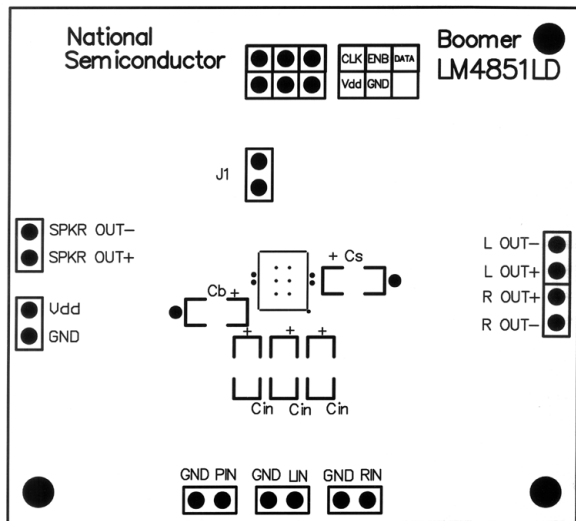 National
Semiconductor
CLK ENB DATA
Vdd GND
Boomer
LM4851LD
J1
SPKR OUT-
SPKR OUT+
Vdd
GND
+ Cs
Cb +
L OUT-
L OUT+
R OUT+
R OUT-
+ + +
Cin Cin Cin
GND PIN GND LIN GND RIN